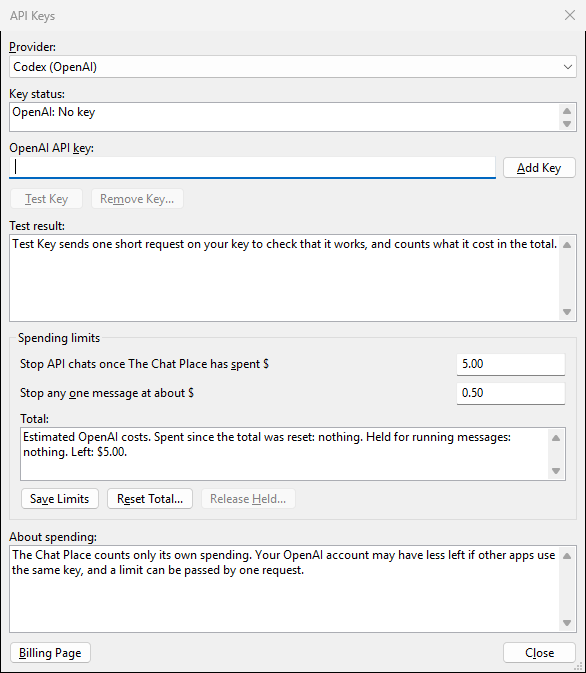 API Keys
Provider:
Codex (OpenAI)
Key status:
OpenAI: No key
OpenAI API key:
Add Key
Test Key
Remove Key...
Test result:
Test Key sends one short request on your key to check that it works, and counts what it cost in the total.
Spending limits
Stop API chats once The Chat Place has spent $
5.00
Stop any one message at about $
0.50
Total:
Estimated OpenAI costs. Spent since the total was reset: nothing. Held for running messages:
nothing. Left: $5.00.
Save Limits
Reset Total...
Release Held...
About spending:
The Chat Place counts only its own spending. Your OpenAI account may have less left if other apps use
the same key, and a limit can be passed by one request.
Billing Page
Close